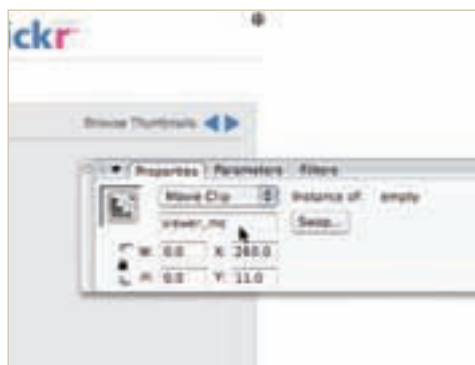 ickr
Browse Thumbnails
Properties Parameters Filters
Movie Clip Instance of: empty
viewer_mc Swap...
W: 0.0 X: 260.0
H: 0.0 Y: 11.0